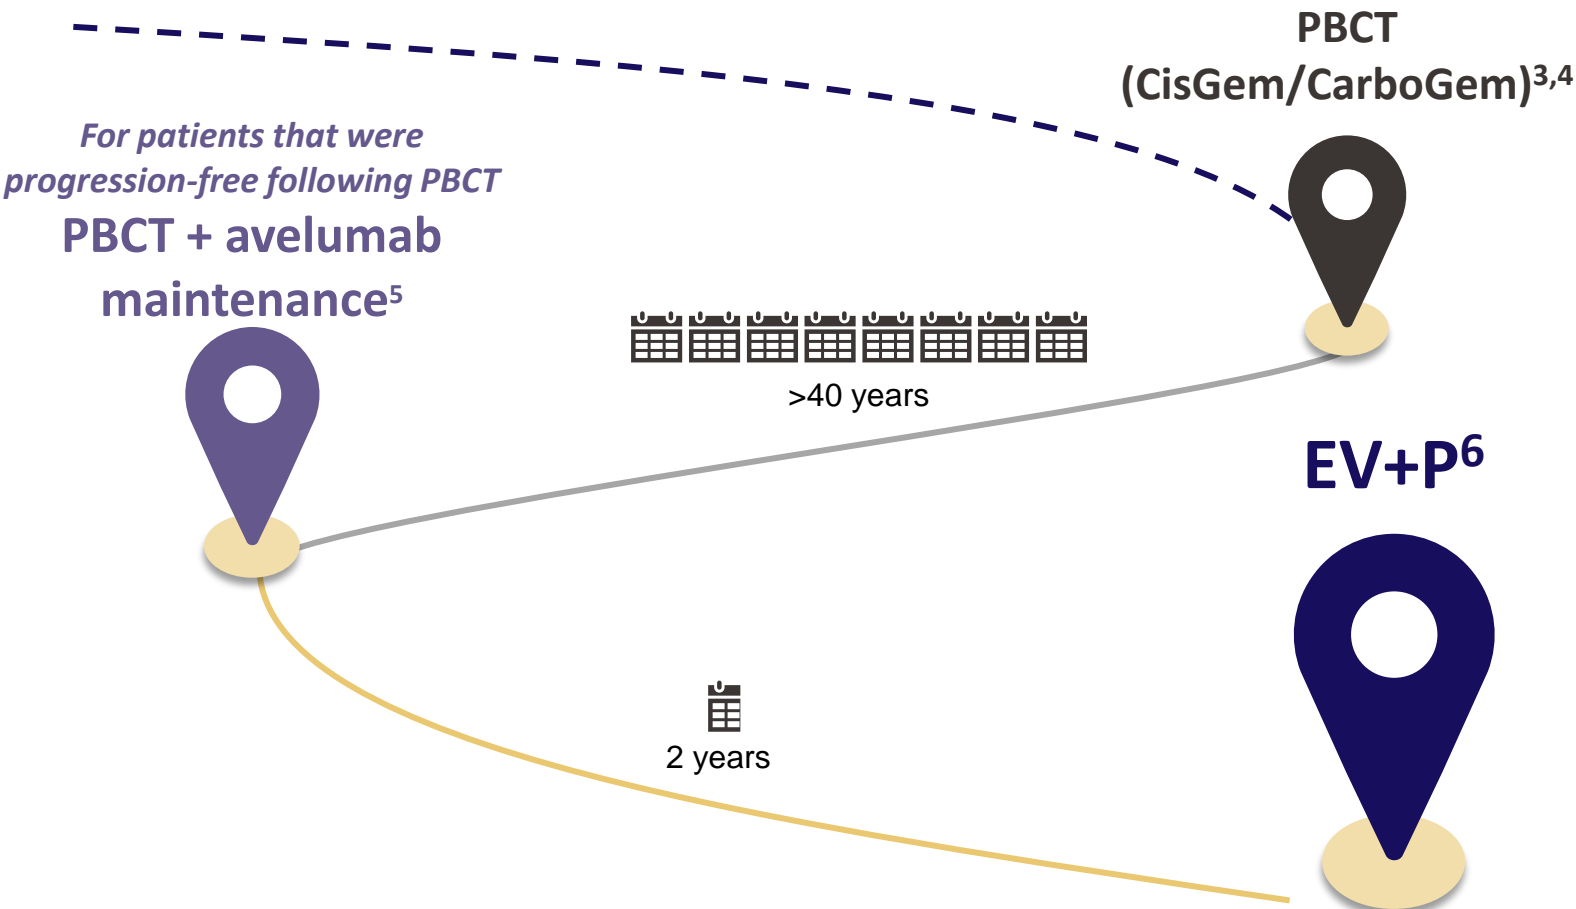 PBCT
(CisGem/CarboGem)3,4
For patients that were
progression-free following PBCT
PBCT + avelumab
maintenance5
>40 years
EV+P6
2 years